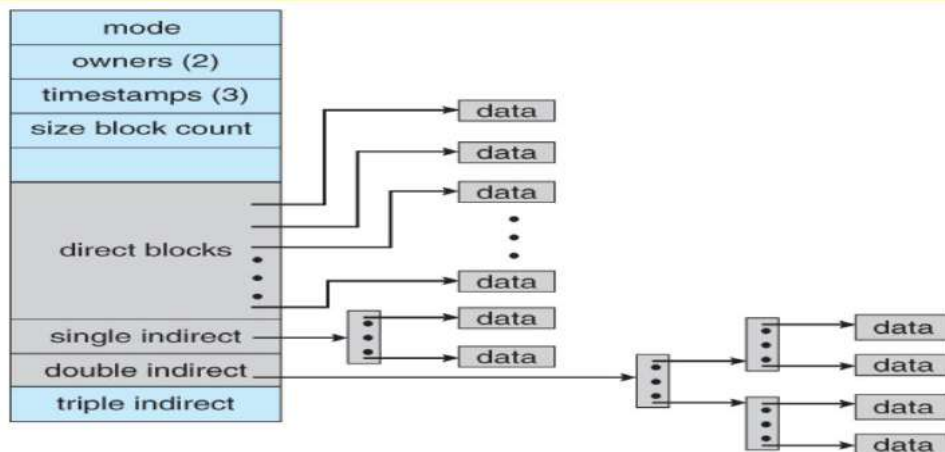 mode
owners (2)
timestamps (3)
size block count
direct blocks
single indirect
double indirect
triple indirect
data
data
data
data
data
data
data
data
data
data